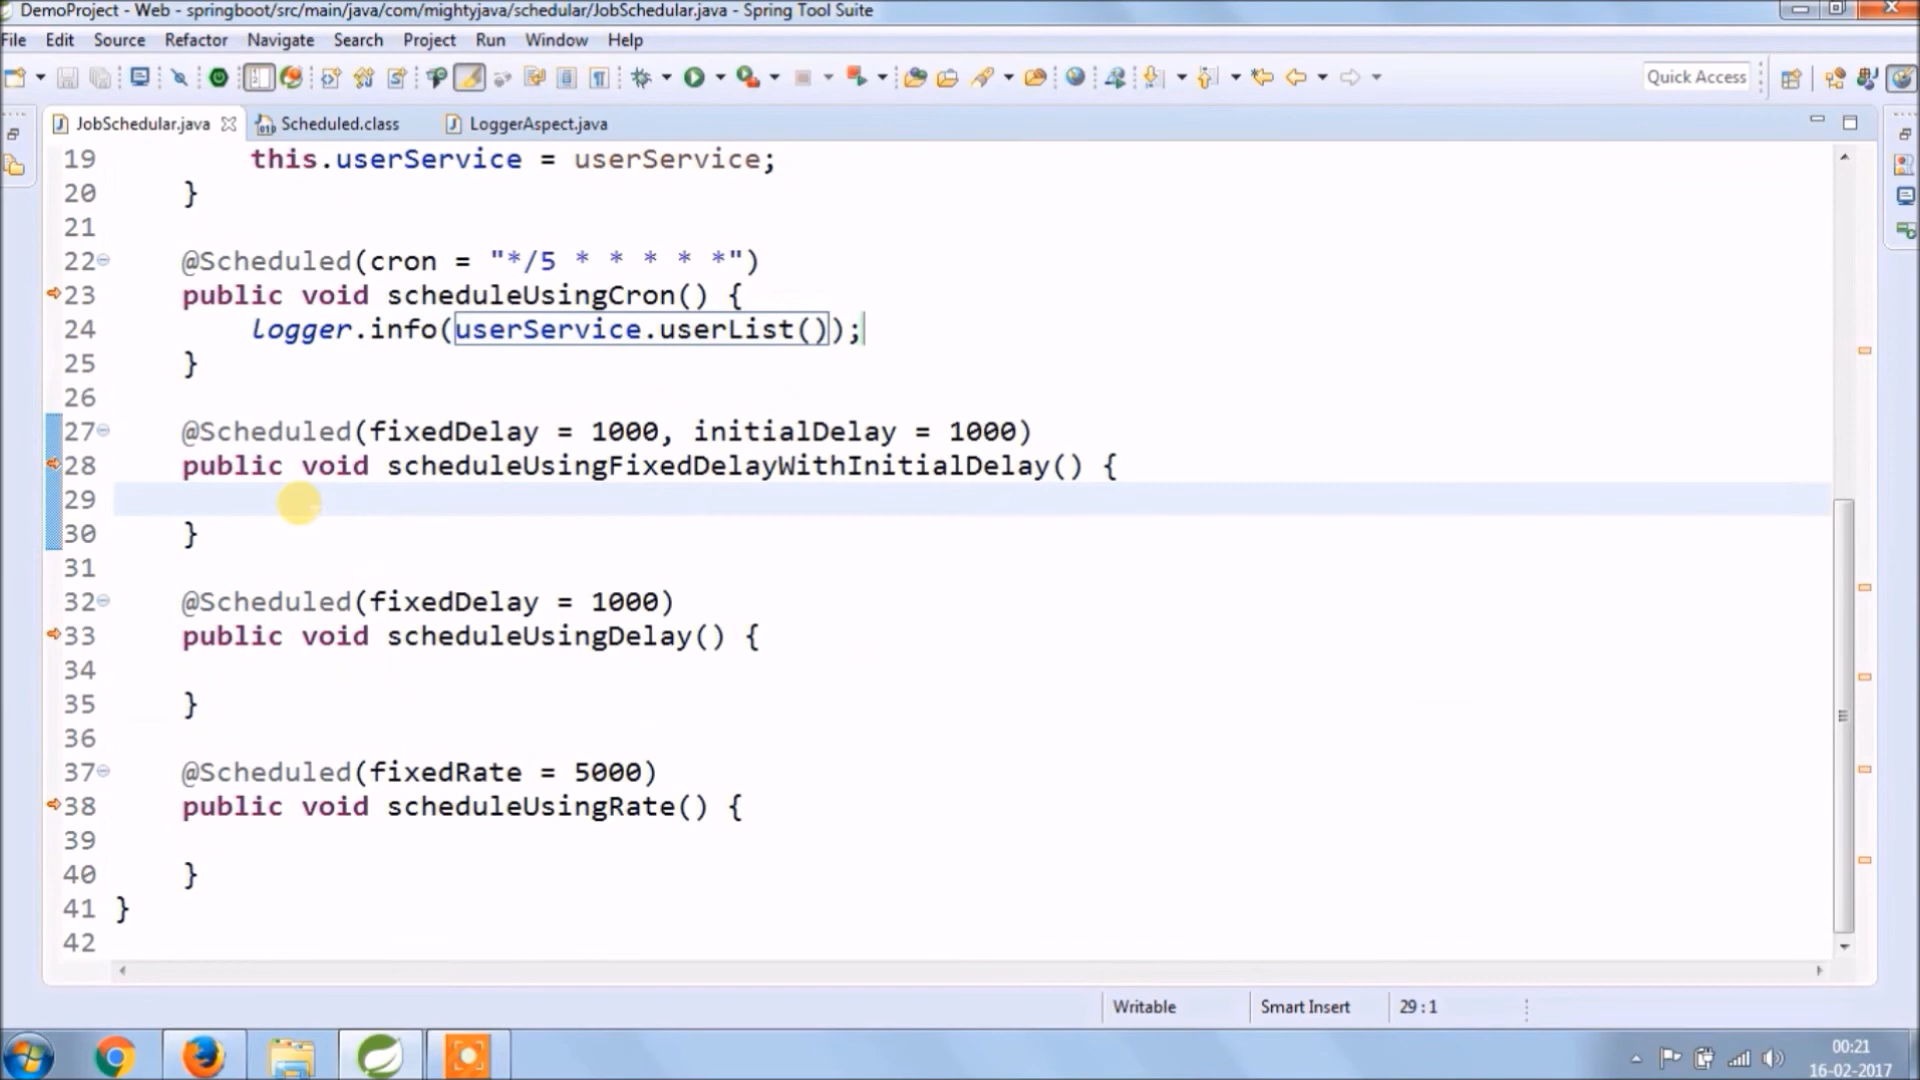 DemoProject - Web - springboot/src/main/java/com/mightyjava/schedular/JobSchedular.java - Spring Tool Suite
File Edit Source Refactor Navigate Search Project Run Window Help
Quick Access
JobSchedular.java Scheduled.class LoggerAspect.java
19 this.userService = userService;
20 }
21
22 @Scheduled(cron = "*/5 * * * * *")
23 public void scheduleUsingCron() {
24 logger.info(userService.userList());
25 }
26
27 @Scheduled(fixedDelay = 1000, initialDelay = 1000)
28 public void scheduleUsingFixedDelayWithInitialDelay() {
29
30 }
31
32 @Scheduled(fixedDelay = 1000)
33 public void scheduleUsingDelay() {
34
35 }
36
37 @Scheduled(fixedRate = 5000)
38 public void scheduleUsingRate() {
39
40 }
41 }
42
Writable Smart Insert 29 : 1
00:21
16-02-2017